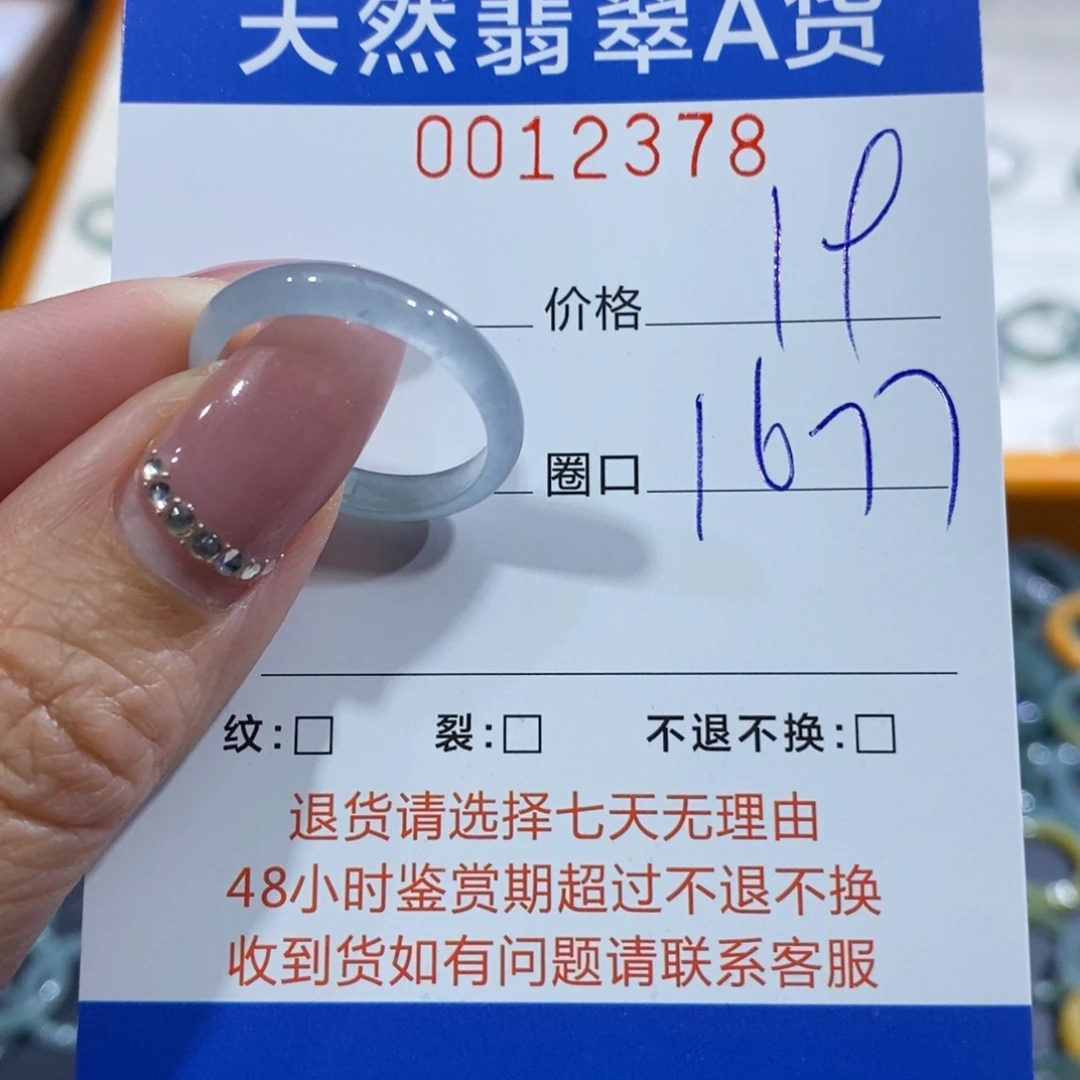 天然翡翠A货
0012378
价格 19
圈口 1677
纹:□ 裂:□ 不退不换:□
退货请选择七天无理由
48小时鉴赏期超过不退不换
收到货如有问题请联系客服